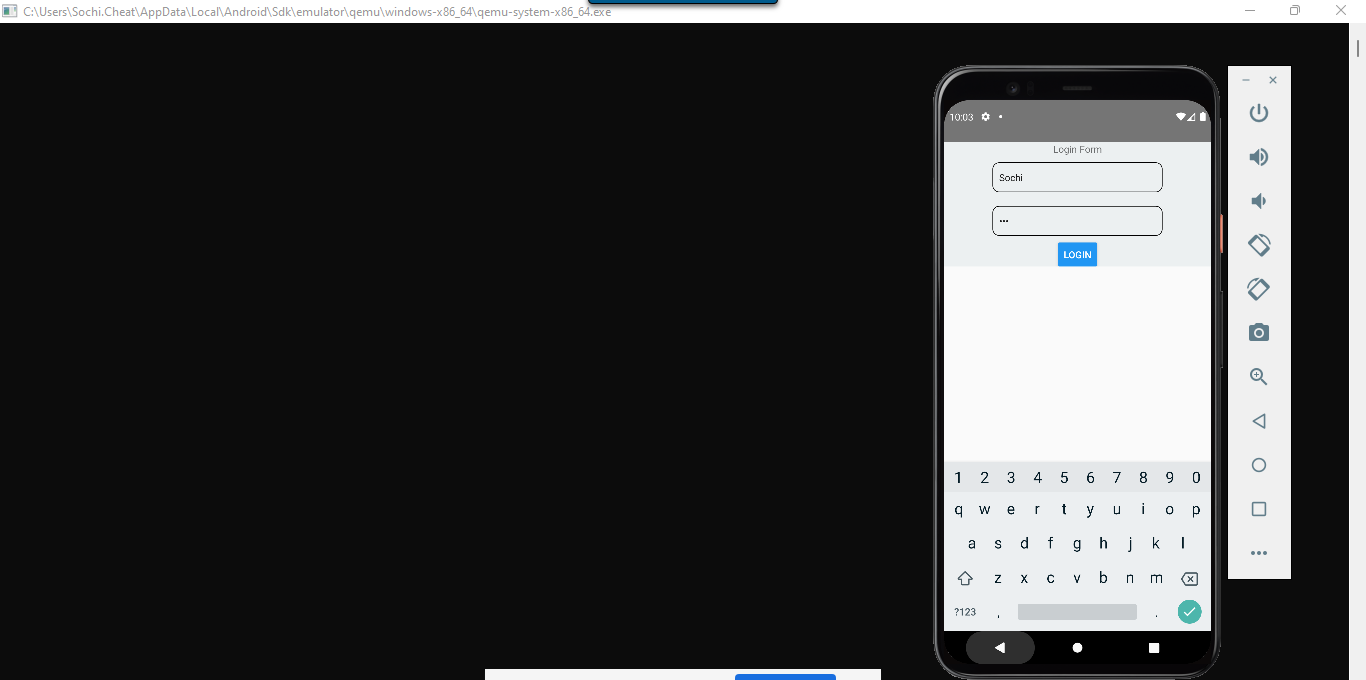 C:\Users\Sochi.Cheat\AppData\Local\Android\Sdk\emulator\qemu\windows-x86_64\qemu-system-x86_64.exe
10:03
Login Form
Sochi
•••
LOGIN
1 2 3 4 5 6 7 8 9 0
q w e r t y u i o p
a s d f g h j k l
z x c v b n m
?123 , .